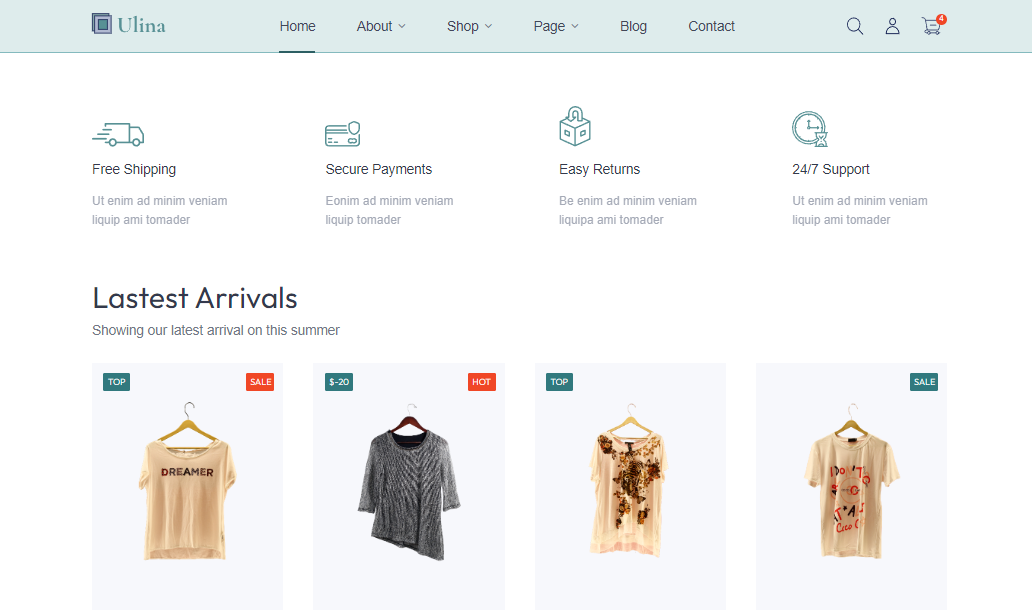 Ulina
Home About Shop Page Blog Contact
4
Free Shipping
Ut enim ad minim veniam
liquip ami tomader
Secure Payments
Eonim ad minim veniam
liquip tomader
Easy Returns
Be enim ad minim veniam
liquipa ami tomader
24/7 Support
Ut enim ad minim veniam
liquip ami tomader
Lastest Arrivals
Showing our latest arrival on this summer
TOP SALE
DREAMER
$-20 HOT
TOP
SALE
I DON'T